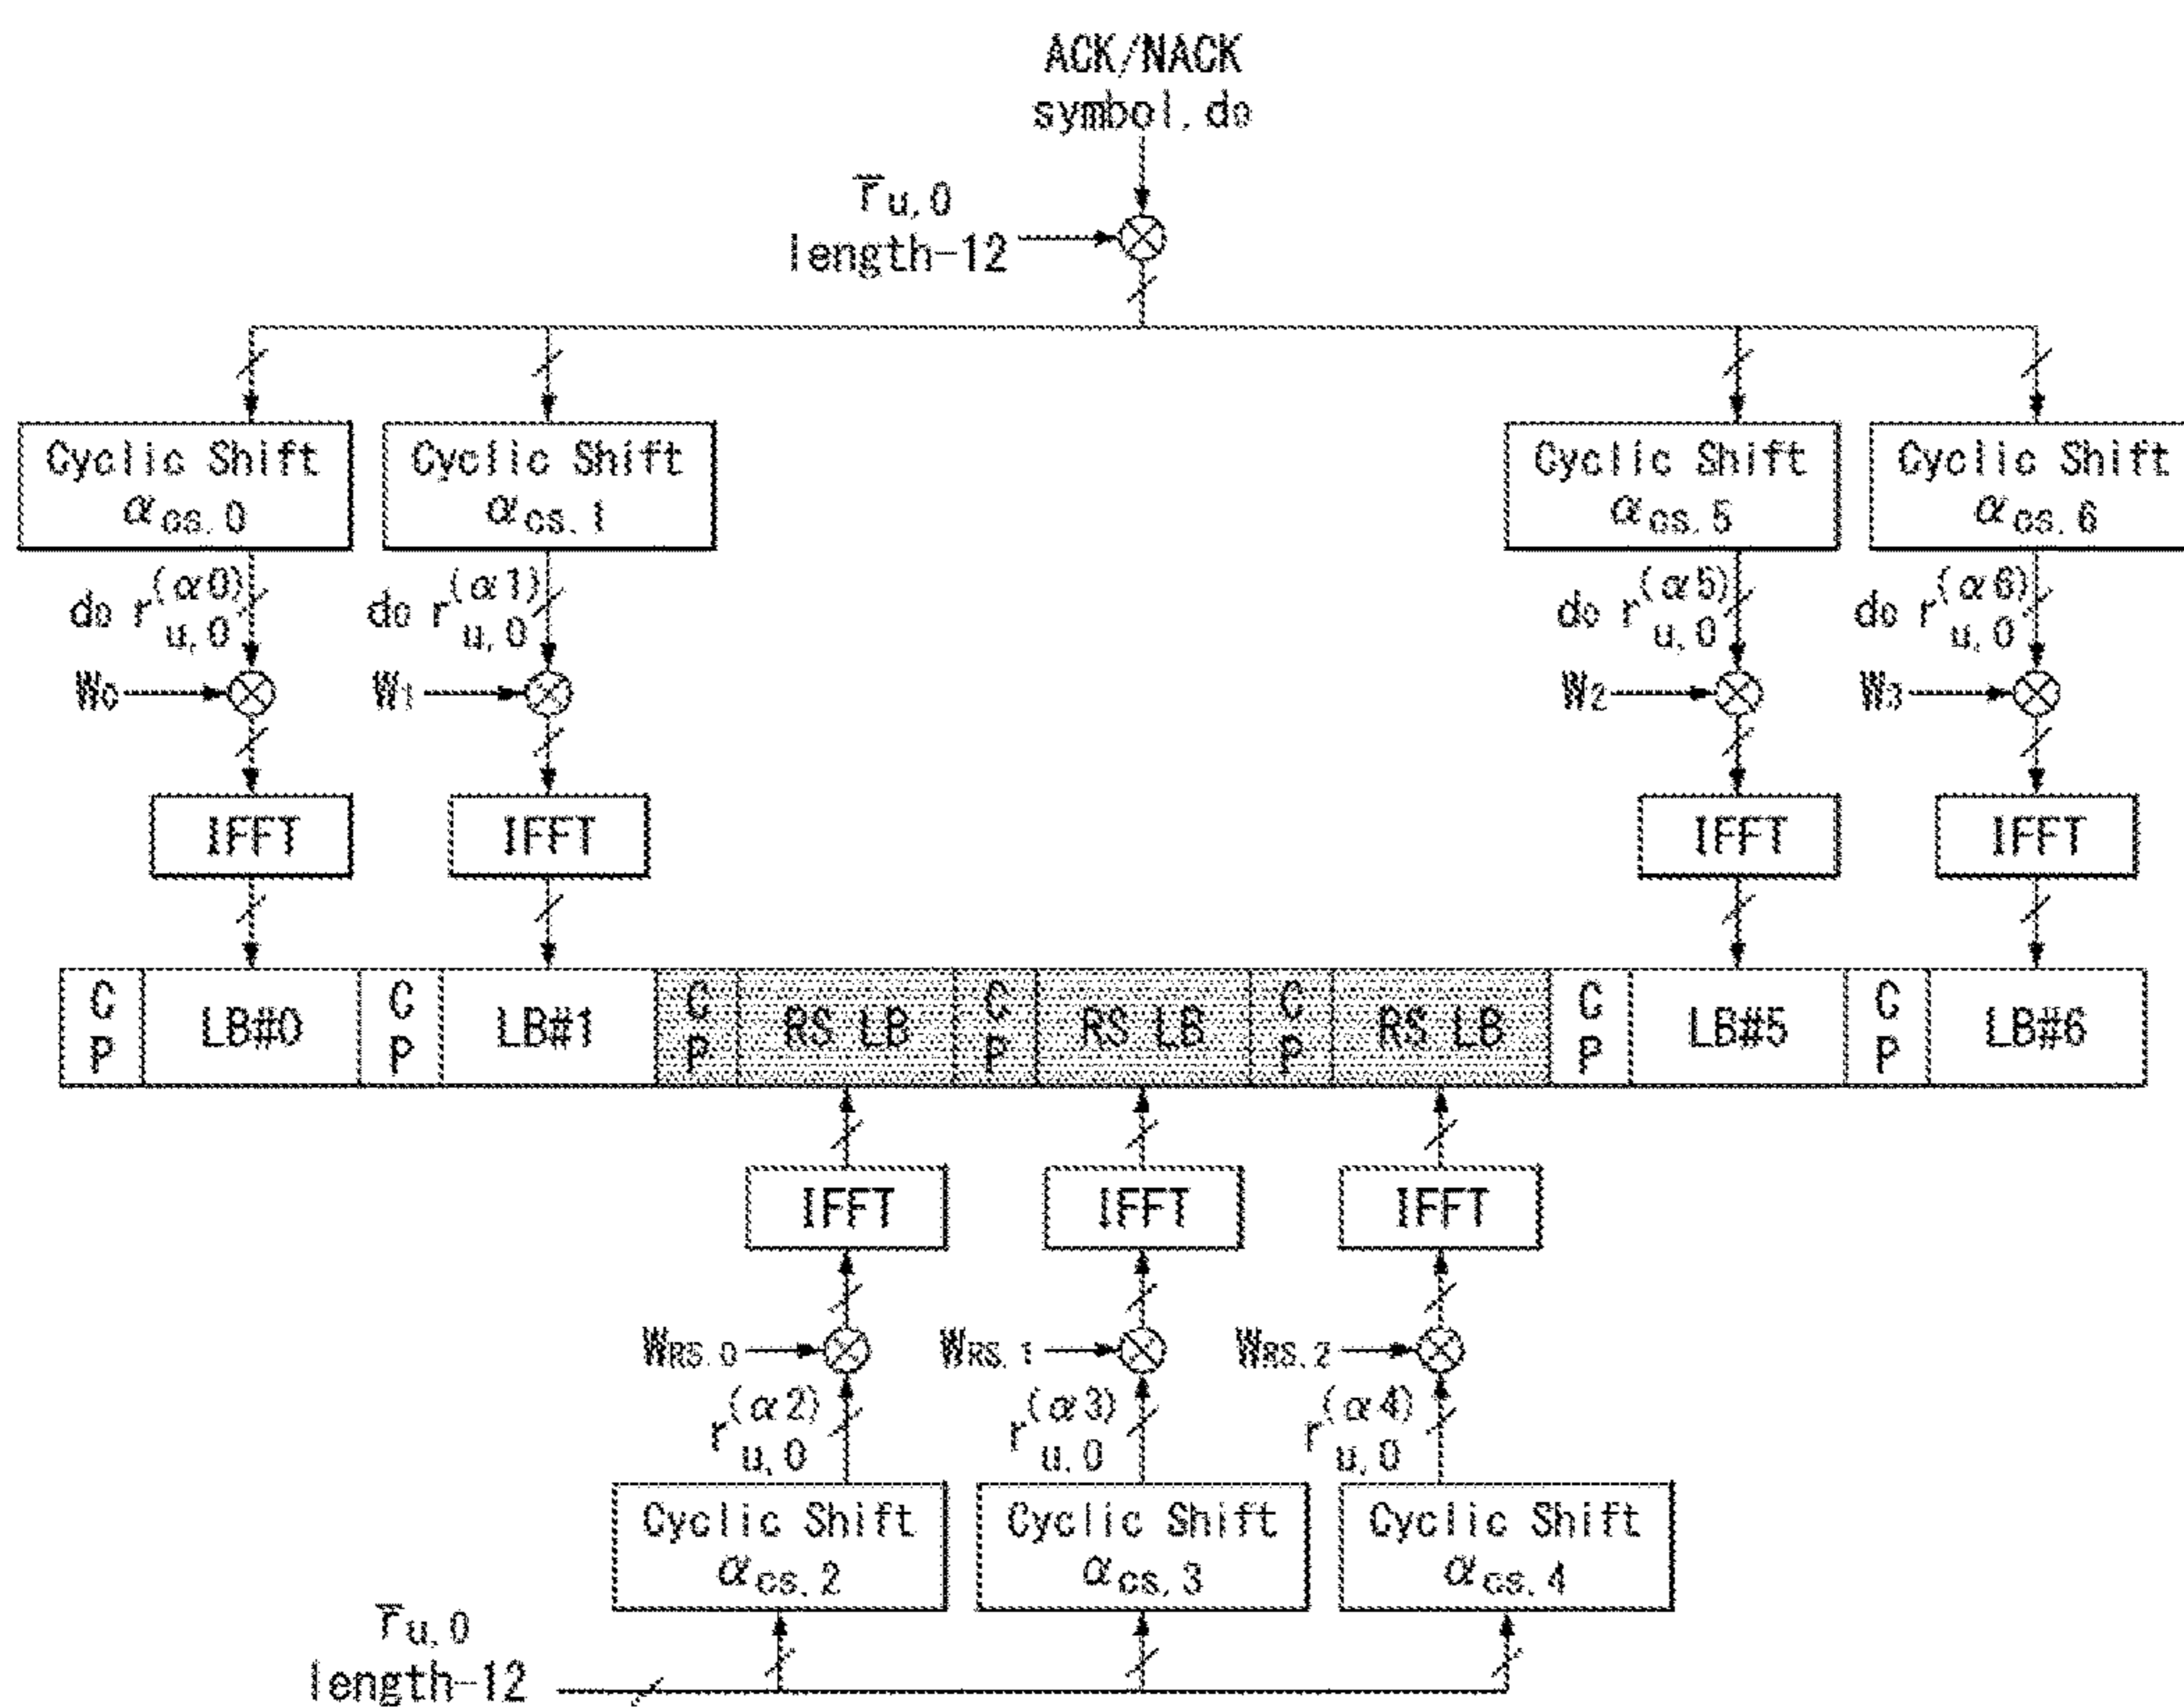 ACK/NACK
symbol, d0
r̅u,0
length-12
Cyclic Shift
αcs.0
Cyclic Shift
αcs.1
Cyclic Shift
αcs.5
Cyclic Shift
αcs.6
d0 r(α0)u,0
d0 r(α1)u,0
d0 r(α5)u,0
d0 r(α6)u,0
W0
W1
W2
W3
IFFT
IFFT
IFFT
IFFT
CP
LB#0
CP
LB#1
CP
RS LB
CP
RS LB
CP
RS LB
CP
LB#5
CP
LB#6
IFFT
IFFT
IFFT
WRS.0
WRS.1
WRS.2
r(α2)u,0
r(α3)u,0
r(α4)u,0
Cyclic Shift
αcs.2
Cyclic Shift
αcs.3
Cyclic Shift
αcs.4
r̅u,0
length-12